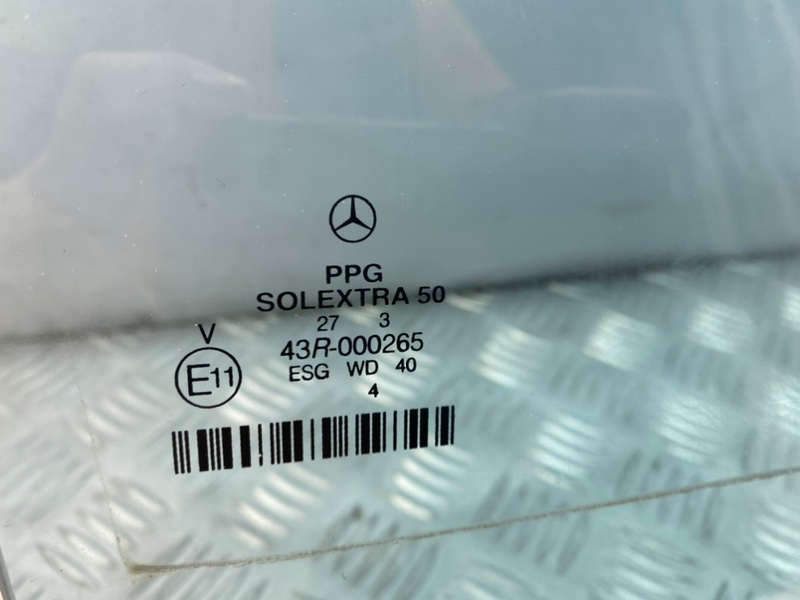 PPG
SOLEXTRA 50
27 3
V
43R-000265
E11
ESG WD 40
4